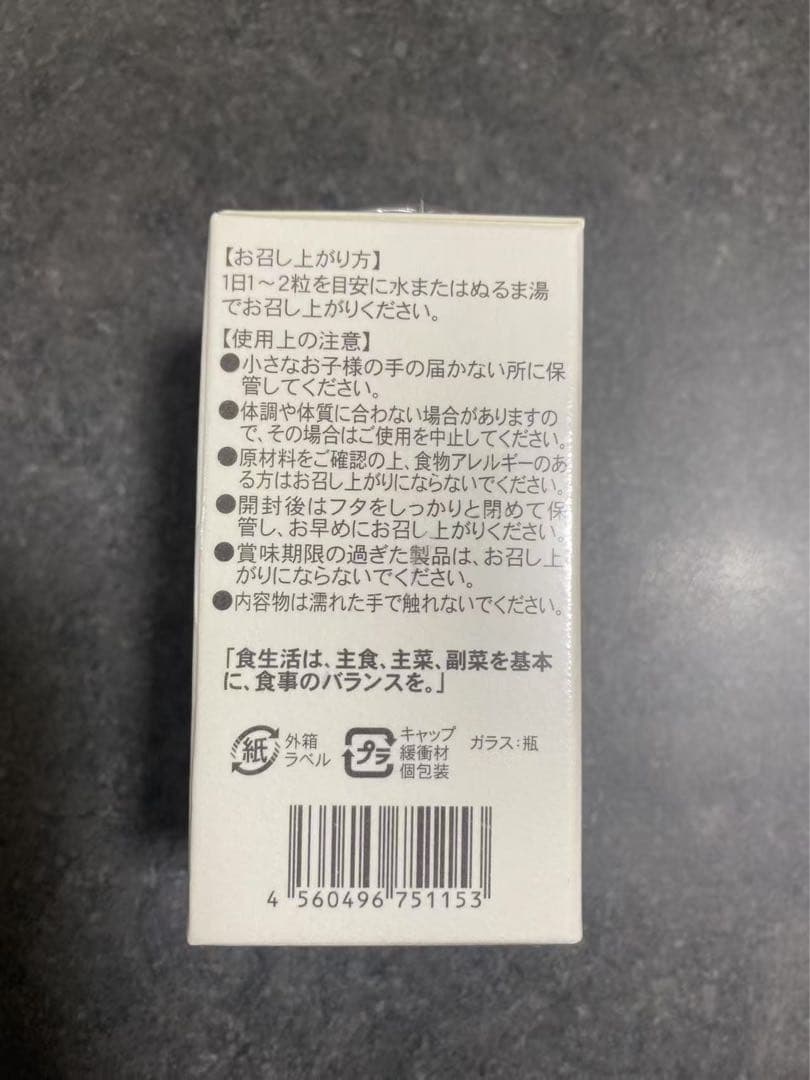 【お召し上がり方】
1日1～2粒を目安に水またはぬるま湯
でお召し上がりください。
【使用上の注意】
●小さなお子様の手の届かない所に保
管してください。
●体調や体質に合わない場合がありますの
で、その場合はご使用を中止してください。
●原材料をご確認の上、食物アレルギーのあ
る方はお召し上がりにならないでください。
●開封後はフタをしっかりと閉めて保
管し、お早めにお召し上がりください。
●賞味期限の過ぎた製品は、お召し上
がりにならないでください。
●内容物は濡れた手で触れないでください。
「食生活は、主食、主菜、副菜を基本
に、食事のバランスを。」
紙 外箱
ラベル
プラ キャップ
緩衝材
個包装
ガラス：瓶
4 560496 751153